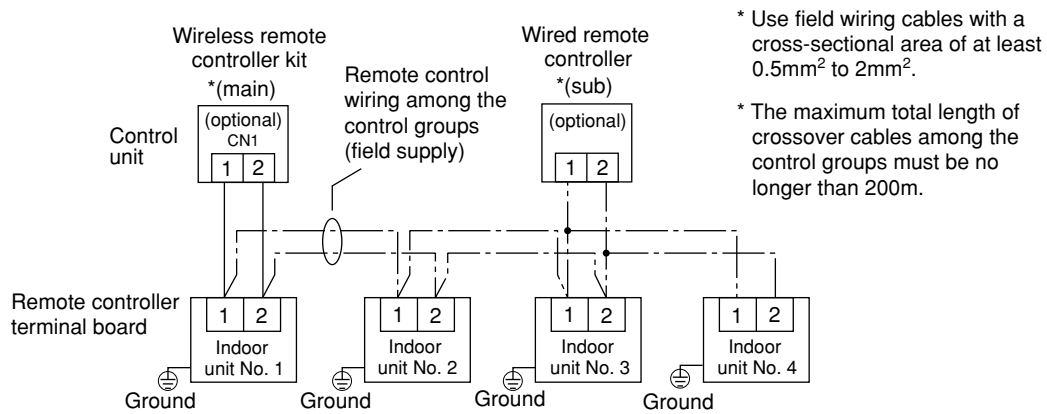 Wireless remote
controller kit
*(main)
(optional)
CN1
1 2
Control
unit
Remote control
wiring among the
control groups
(field supply)
Wired remote
controller
*(sub)
(optional)
1 2
* Use field wiring cables with a
cross-sectional area of at least
0.5mm² to 2mm².
* The maximum total length of
crossover cables among the
control groups must be no
longer than 200m.
Remote controller
terminal board
1 2
Indoor
unit No. 1
Ground
1 2
Indoor
unit No. 2
Ground
1 2
Indoor
unit No. 3
Ground
1 2
Indoor
unit No. 4
Ground